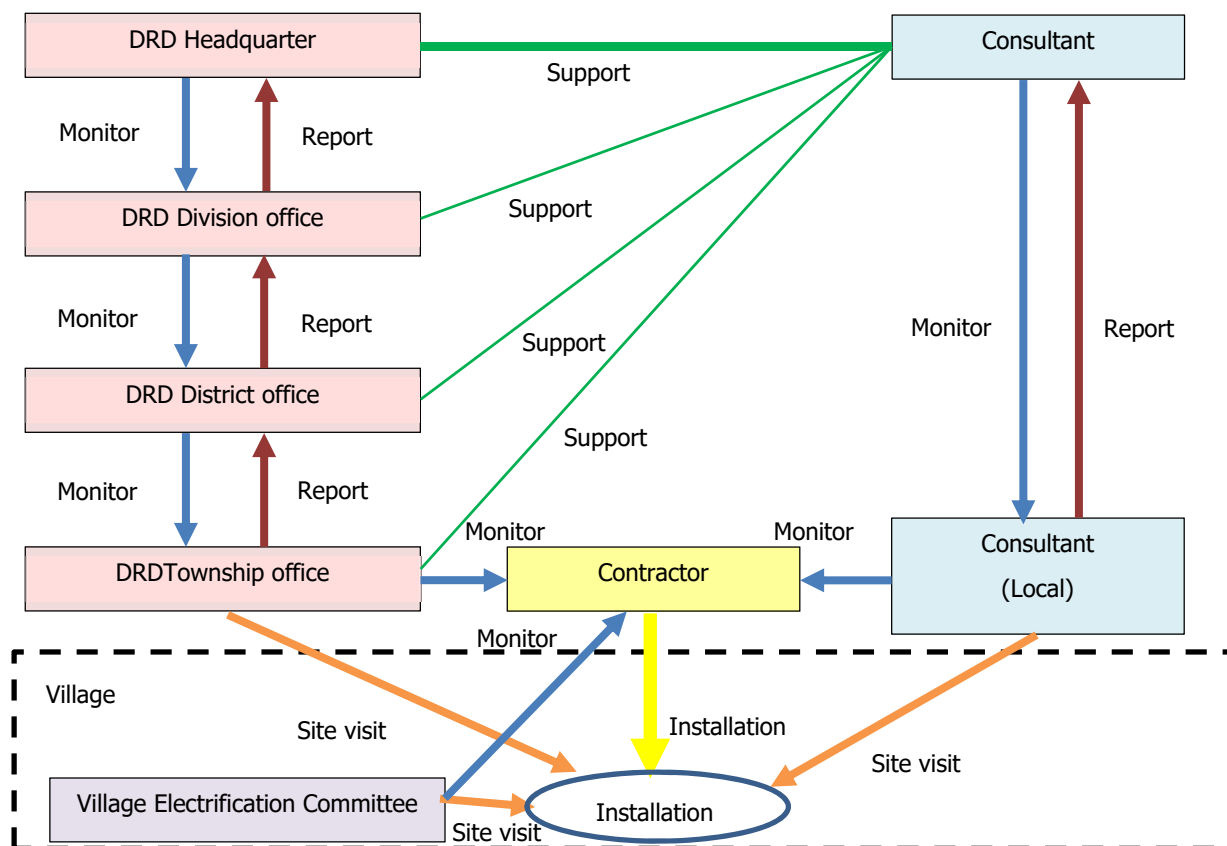 DRD Headquarter
Consultant
Support
Monitor
Report
DRD Division office
Support
Monitor
Report
Monitor
Report
Support
DRD District office
Support
Monitor
Report
Monitor
Monitor
DRDTownship office
Contractor
Consultant
(Local)
Monitor
Village
Site visit
Installation
Site visit
Village Electrification Committee
Installation
Site visit